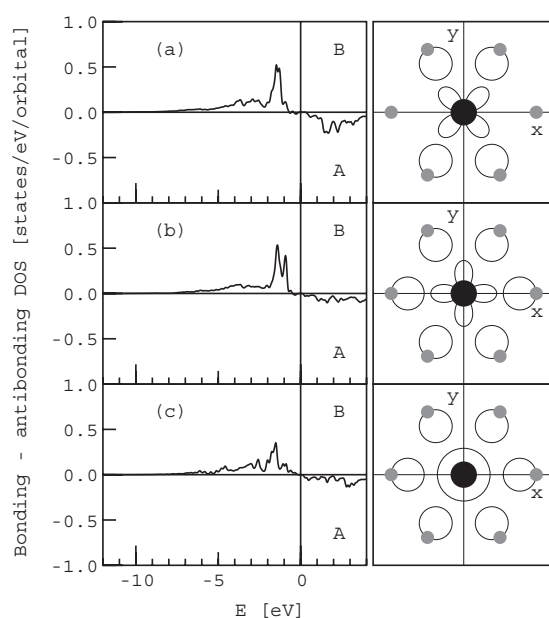 Bonding - antibonding DOS [states/eV/orbital]
1.0
0.5
0.0
-0.5
(a)
B
A
y
x
1.0
0.5
0.0
-0.5
(b)
B
A
y
x
1.0
0.5
0.0
-0.5
-1.0
(c)
B
A
y
x
-10
-5
0
E [eV]